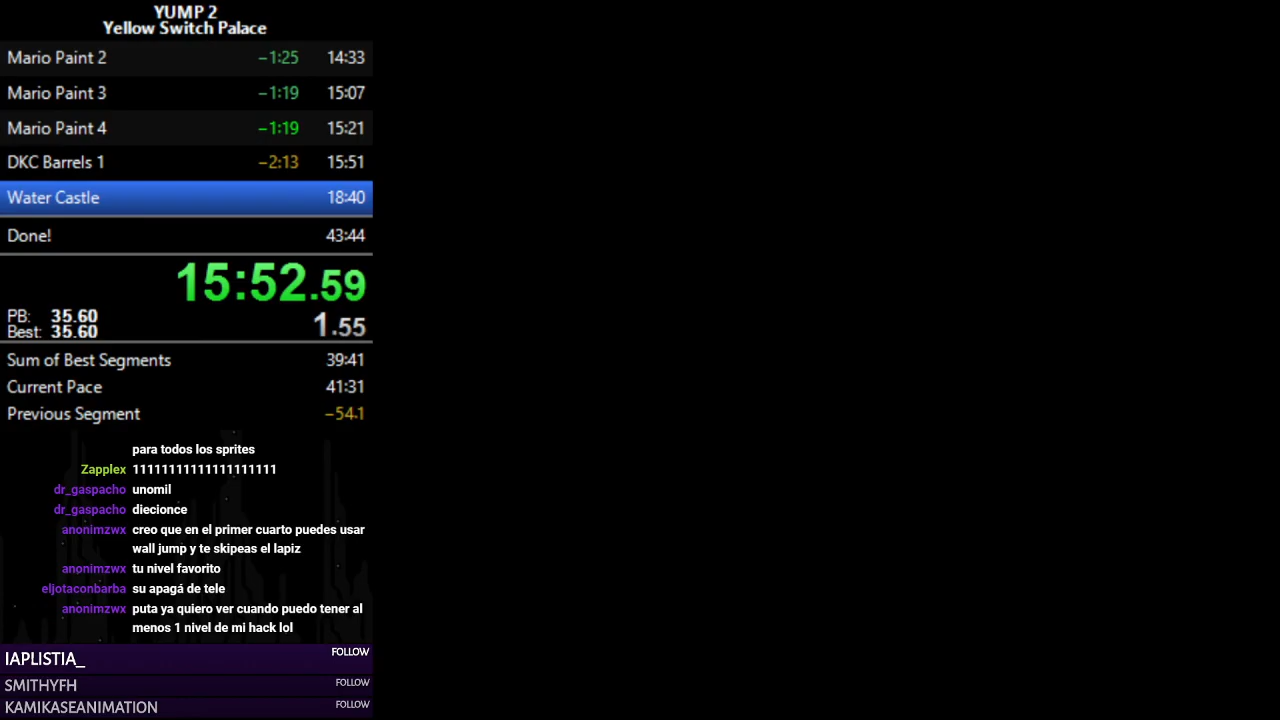 YUMP 2
Yellow Switch Palace
Mario Paint 2 −1:25 14:33
Mario Paint 3 −1:19 15:07
Mario Paint 4 −1:19 15:21
DKC Barrels 1 −2:13 15:51
Water Castle 18:40
Done! 43:44
15:52.59
PB: 35.60
Best: 35.60
1.55
Sum of Best Segments 39:41
Current Pace 41:31
Previous Segment −54.1
para todos los sprites
Zapplex 11111111111111111111
dr_gaspacho unomil
dr_gaspacho diecionce
anonimzwx creo que en el primer cuarto puedes usar
wall jump y te skipeas el lapiz
anonimzwx tu nivel favorito
eljotaconbarba su apagá de tele
anonimzwx puta ya quiero ver cuando puedo tener al
menos 1 nivel de mi hack lol
IAPLISTIA_ FOLLOW
SMITHYFH FOLLOW
KAMIKASEANIMATION FOLLOW